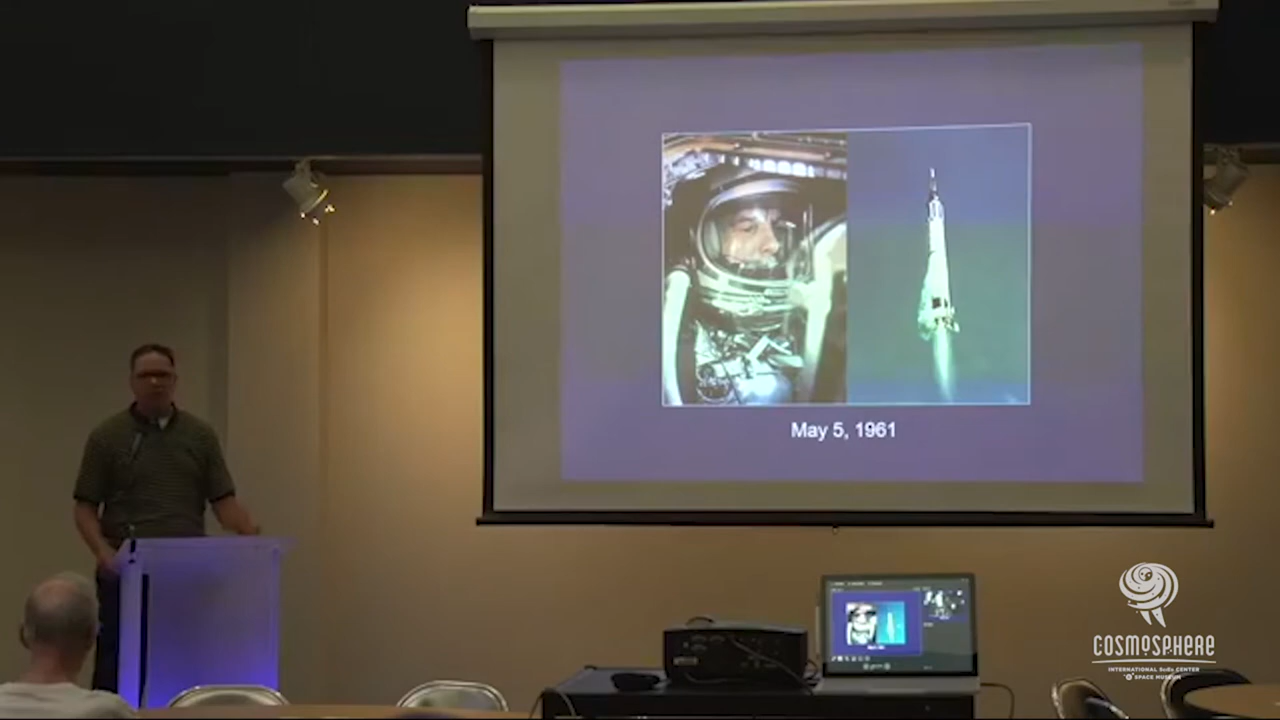 May 5, 1961
COSMOSPHERE
INTERNATIONAL SciEd CENTER
& SPACE MUSEUM